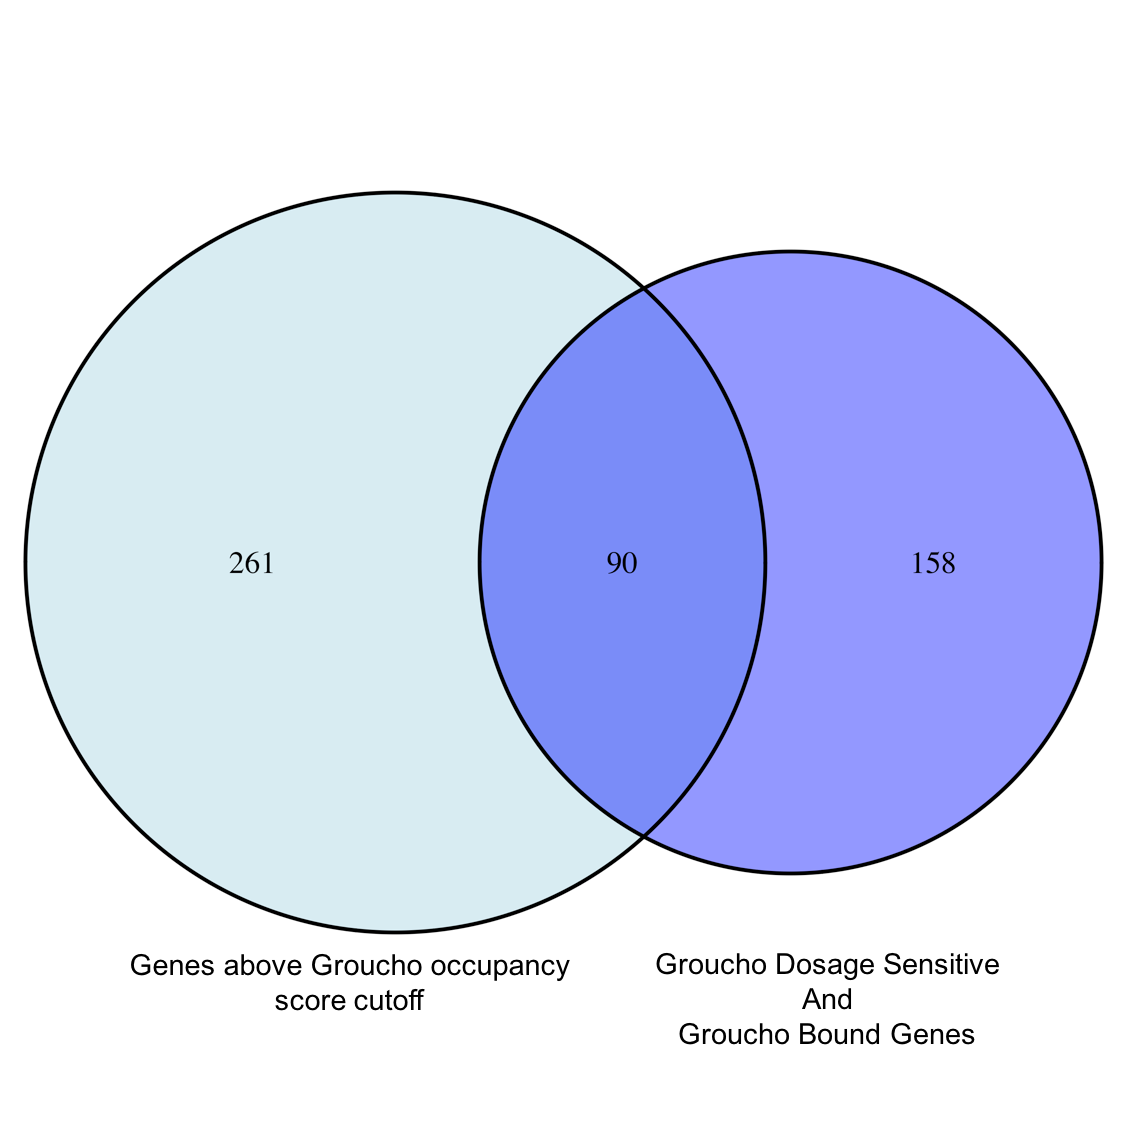 261
90
158
Genes above Groucho occupancy
score cutoff
Groucho Dosage Sensitive
And
Groucho Bound Genes